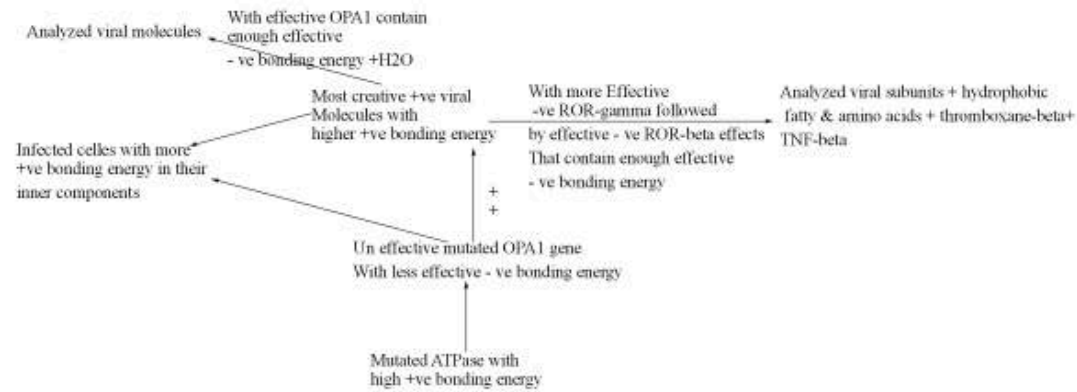 With effective OPA1 contain
enough effective
- ve bonding energy +H2O
Analyzed viral molecules
Most creative +ve viral
Molecules with
higher +ve bonding energy
With more Effective
-ve ROR-gamma followed
by effective - ve ROR-beta effects
That contain enough effective
- ve bonding energy
Analyzed viral subunits + hydrophobic
fatty & amino acids + thromboxane-beta+
TNF-beta
Infected celles with more
+ve bonding energy in their
inner components
+
+
Un effective mutated OPA1 gene
With less effective - ve bonding energy
Mutated ATPase with
high +ve bonding energy